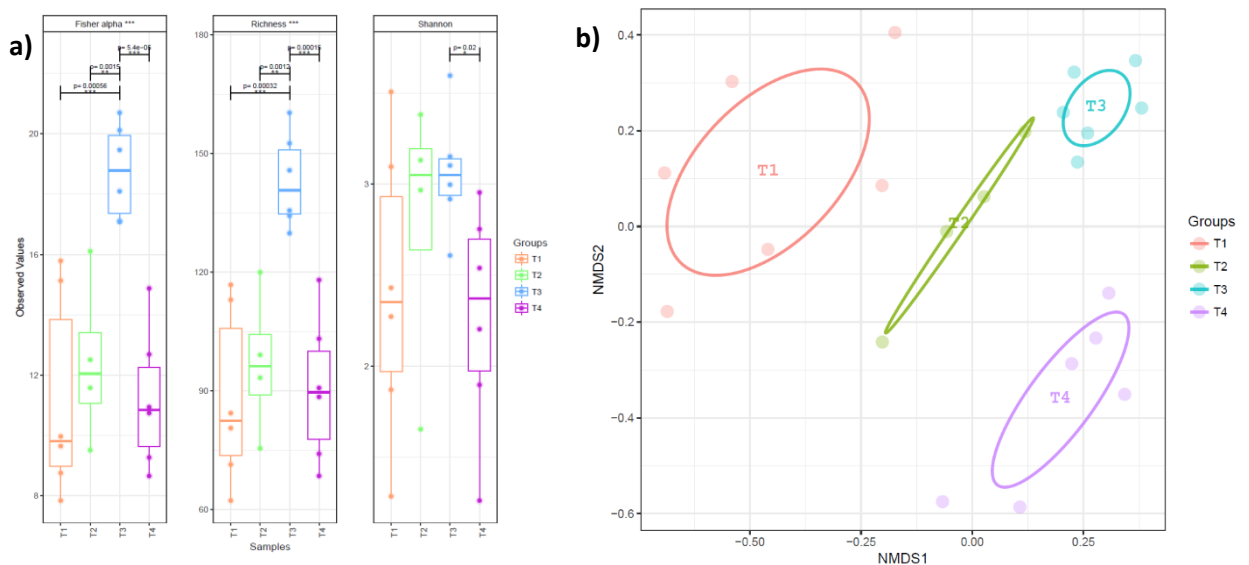 a)
Fisher alpha ***
Richness ***
Shannon
p= 5.4e-05
***
p= 0.0015
**
p= 0.00056
***
p= 0.00015
***
p= 0.0012
**
p= 0.00032
***
p= 0.02
*
Observed Values
20
16
12
8
180
150
120
90
60
3
2
T1 T2 T3 T4
T1 T2 T3 T4
T1 T2 T3 T4
Samples
Groups
T1
T2
T3
T4
b)
NMDS2
0.4
0.2
0.0
−0.2
−0.4
−0.6
T1
T2
T3
T4
−0.50 −0.25 0.00 0.25
NMDS1
Groups
T1
T2
T3
T4